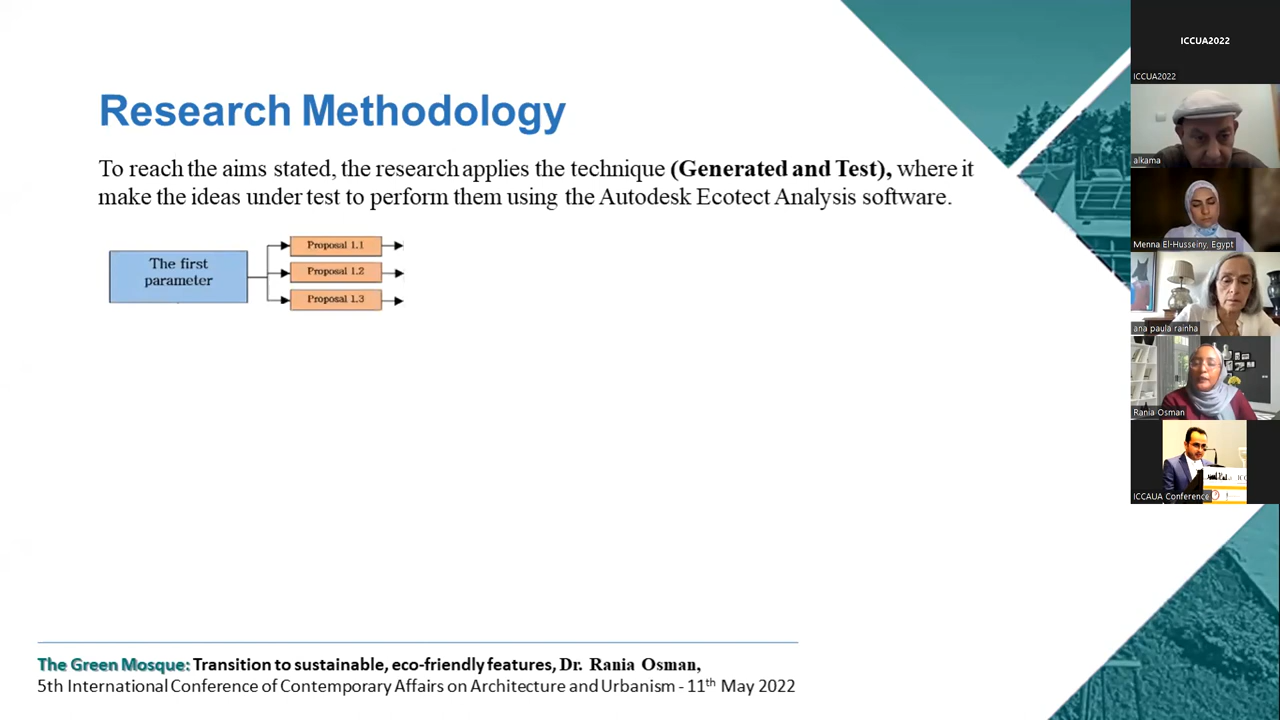 Research Methodology
To reach the aims stated, the research applies the technique (Generated and Test), where it
make the ideas under test to perform them using the Autodesk Ecotect Analysis software.
The first
parameter
Proposal 1.1
Proposal 1.2
Proposal 1.3
The Green Mosque: Transition to sustainable, eco-friendly features, Dr. Rania Osman,
5th International Conference of Contemporary Affairs on Architecture and Urbanism - 11th May 2022
ICCUA2022
ICCUA2022
alkama
Menna El-Husseiny, Egypt
ana paula rainha
Rania Osman
ICCAUA Conference